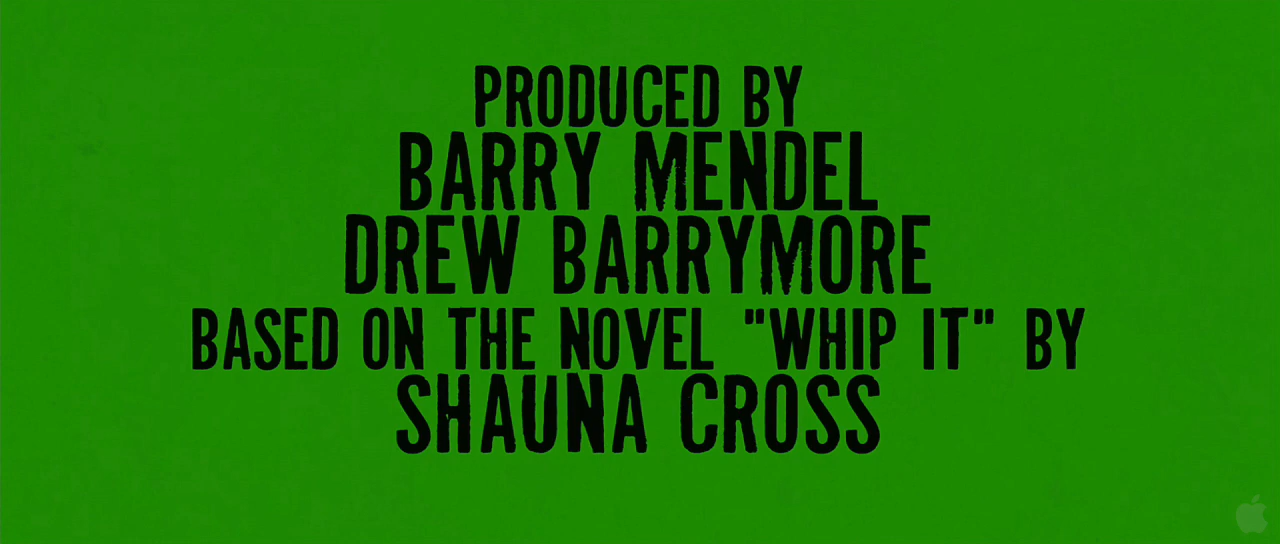 PRODUCED BY
BARRY MENDEL
DREW BARRYMORE
BASED ON THE NOVEL "WHIP IT" BY
SHAUNA CROSS